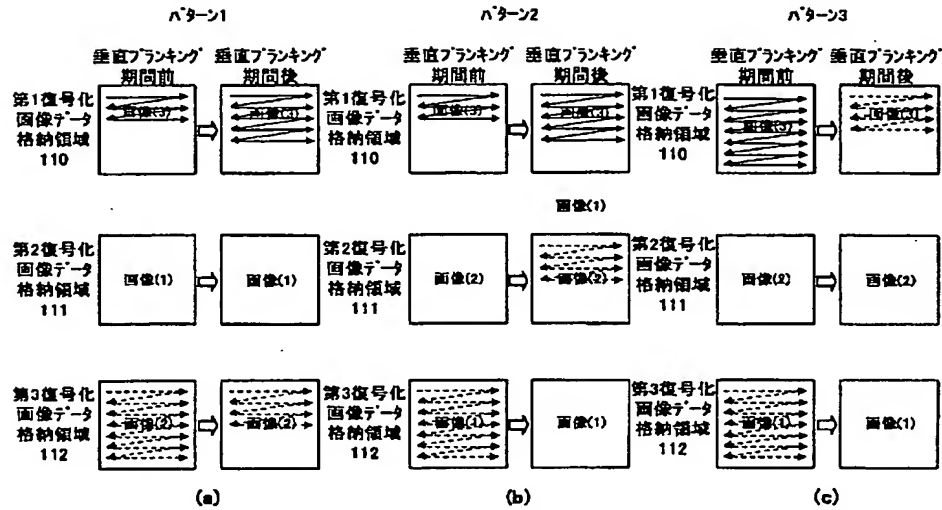 パターン1
パターン2
パターン3
垂直ブランキング 垂直ブランキング
期間前 期間後
垂直ブランキング 垂直ブランキング
期間前 期間後
垂直ブランキング 垂直ブランキング
期間前 期間後
第1復号化
画像データ
格納領域
110
画像(3)
画像(3)
第1復号化
画像データ
格納領域
110
画像(3)
画像(3)
第1復号化
画像データ
格納領域
110
画像(3)
画像(3)
画像(1)
第2復号化
画像データ
格納領域
111
画像(1)
画像(1)
第2復号化
画像データ
格納領域
111
画像(2)
画像(2)
第2復号化
画像データ
格納領域
111
画像(2)
画像(2)
第3復号化
画像データ
格納領域
112
画像(2)
画像(2)
第3復号化
画像データ
格納領域
112
画像(1)
画像(1)
第3復号化
画像データ
格納領域
112
画像(1)
画像(1)
(a)
(b)
(c)